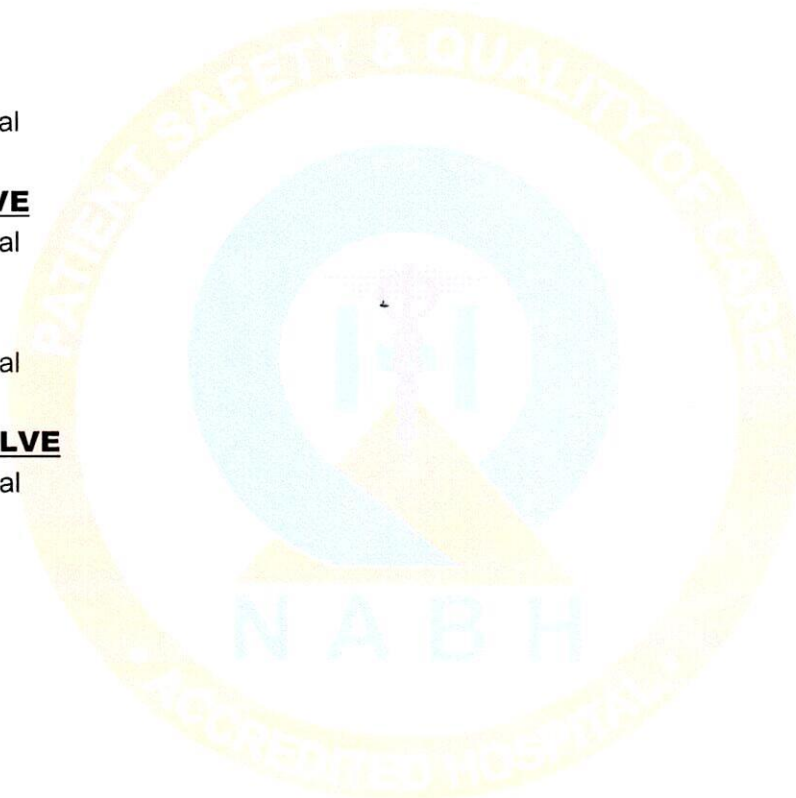 al
VE
al
al
LVE
al
PATIENT SAFETY & QUALITY OF CARE
NABH
• ACCREDITED HOSPITAL •